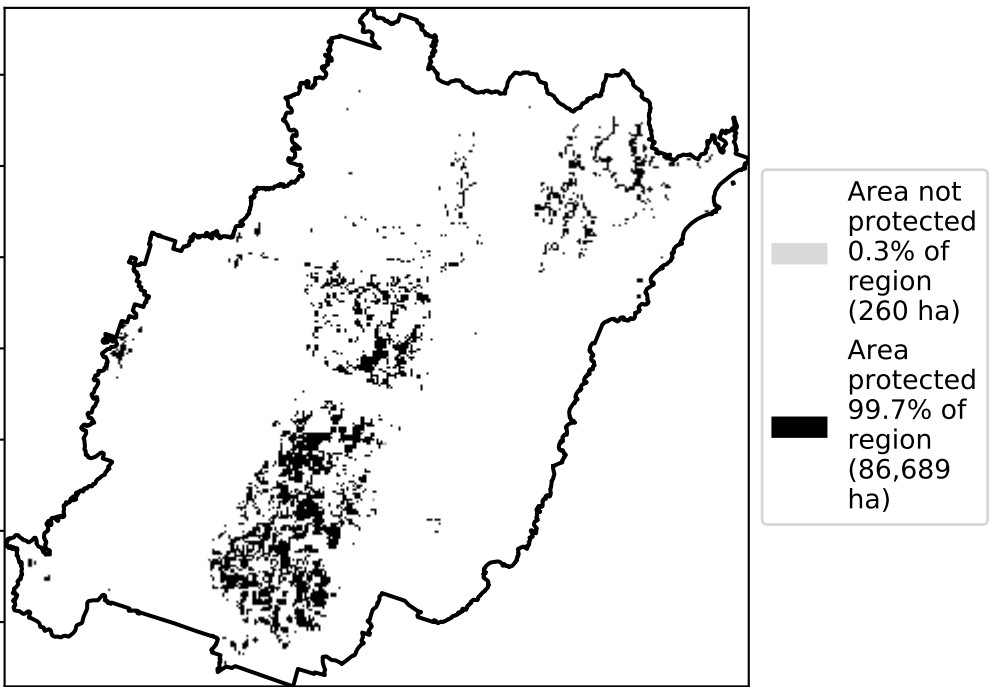 Area not
protected
0.3% of
region
(260 ha)
Area
protected
99.7% of
region
(86,689
ha)